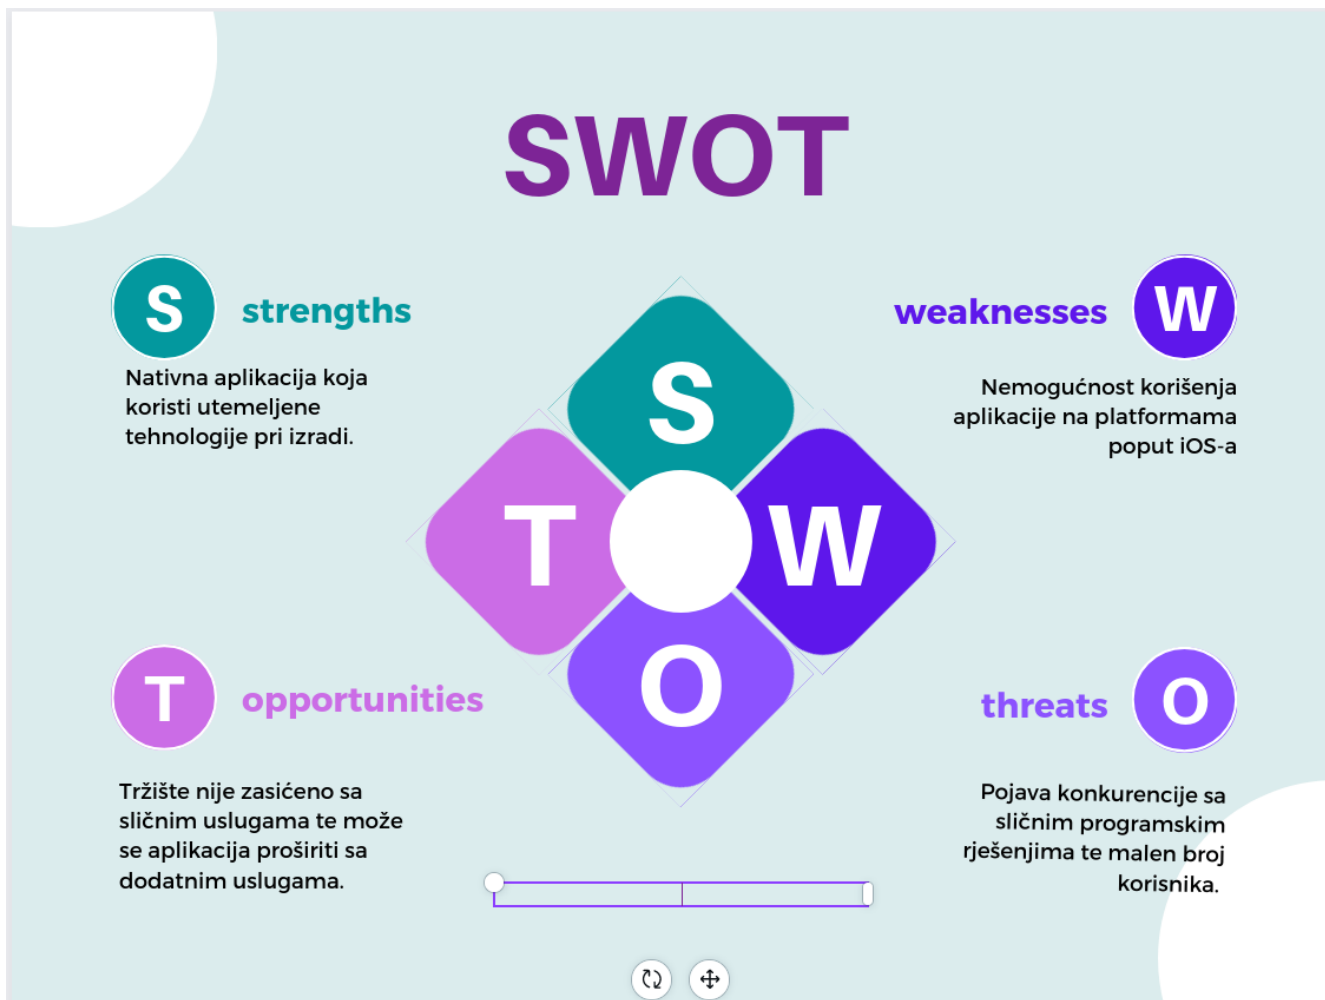 SWOT
S
strengths
Nativna aplikacija koja
koristi utemeljene
tehnologije pri izradi.
weaknesses
W
Nemogućnost korišenja
aplikacije na platformama
poput iOS-a
S
T
W
O
T
opportunities
Tržište nije zasićeno sa
sličnim uslugama te može
se aplikacija proširiti sa
dodatnim uslugama.
threats
O
Pojava konkurencije sa
sličnim programskim
rješenjima te malen broj
korisnika.